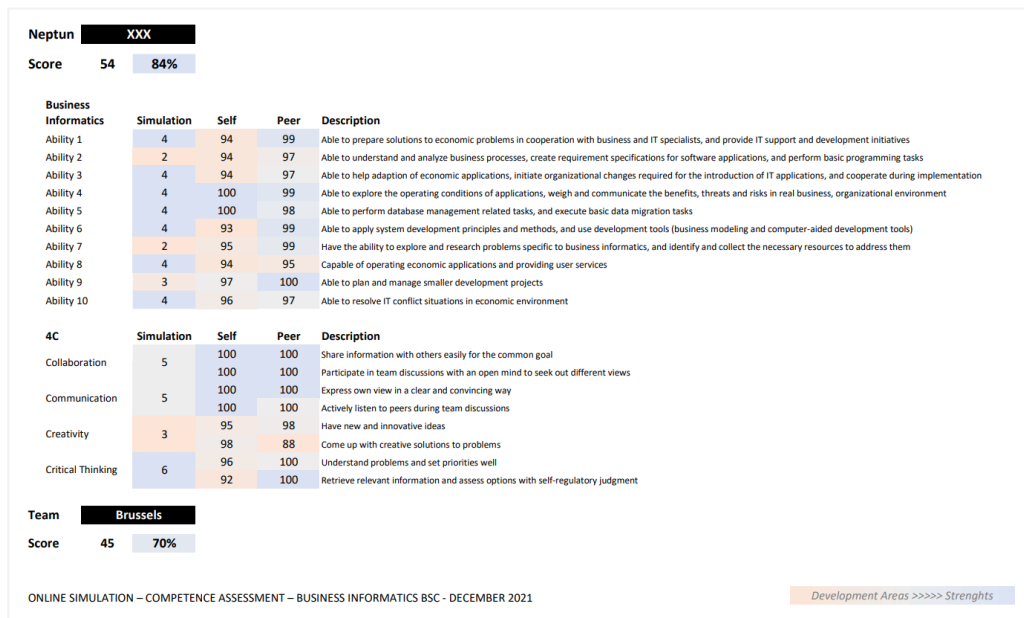 Neptun XXX
Score 54 84%
Business
Informatics Simulation Self Peer Description
Ability 1 4 94 99 Able to prepare solutions to economic problems in cooperation with business and IT specialists, and provide IT support and development initiatives
Ability 2 2 94 97 Able to understand and analyze business processes, create requirement specifications for software applications, and perform basic programming tasks
Ability 3 4 94 97 Able to help adaption of economic applications, initiate organizational changes required for the introduction of IT applications, and cooperate during implementation
Ability 4 4 100 99 Able to explore the operating conditions of applications, weigh and communicate the benefits, threats and risks in real business, organizational environment
Ability 5 4 100 98 Able to perform database management related tasks, and execute basic data migration tasks
Ability 6 4 93 99 Able to apply system development principles and methods, and use development tools (business modeling and computer-aided development tools)
Ability 7 2 95 99 Have the ability to explore and research problems specific to business informatics, and identify and collect the necessary resources to address them
Ability 8 4 94 95 Capable of operating economic applications and providing user services
Ability 9 3 97 100 Able to plan and manage smaller development projects
Ability 10 4 96 97 Able to resolve IT conflict situations in economic environment
4C Simulation Self Peer Description
Collaboration 5 100 100 Share information with others easily for the common goal
100 100 Participate in team discussions with an open mind to seek out different views
Communication 5 100 100 Express own view in a clear and convincing way
100 100 Actively listen to peers during team discussions
Creativity 3 95 98 Have new and innovative ideas
98 88 Come up with creative solutions to problems
Critical Thinking 6 96 100 Understand problems and set priorities well
92 100 Retrieve relevant information and assess options with self-regulatory judgment
Team Brussels
Score 45 70%
ONLINE SIMULATION – COMPETENCE ASSESSMENT – BUSINESS INFORMATICS BSC - DECEMBER 2021
Development Areas >>>>> Strenghts